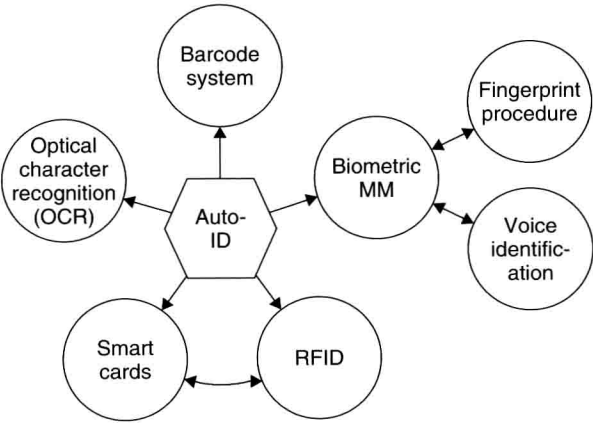 Barcode
system
Fingerprint
procedure
Optical
character
recognition
(OCR)
Biometric
MM
Auto-
ID
Voice
identific-
ation
Smart
cards
RFID